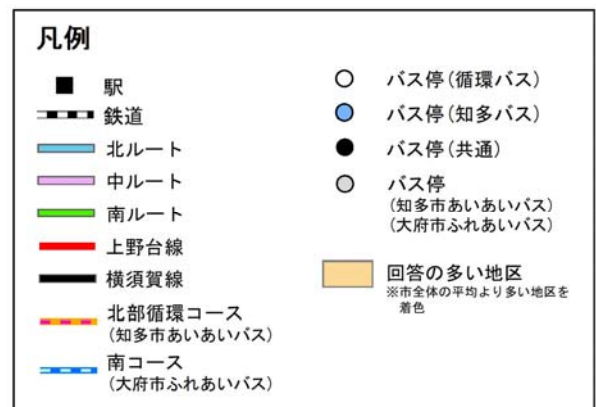 凡例
駅
鉄道
北ルート
中ルート
南ルート
上野台線
横須賀線
北部循環コース
(知多市あいあいバス)
南コース
(大府市ふれあいバス)
バス停(循環バス)
バス停(知多バス)
バス停(共通)
バス停
(知多市あいあいバス)
(大府市ふれあいバス)
回答の多い地区
※市全体の平均より多い地区を
着色